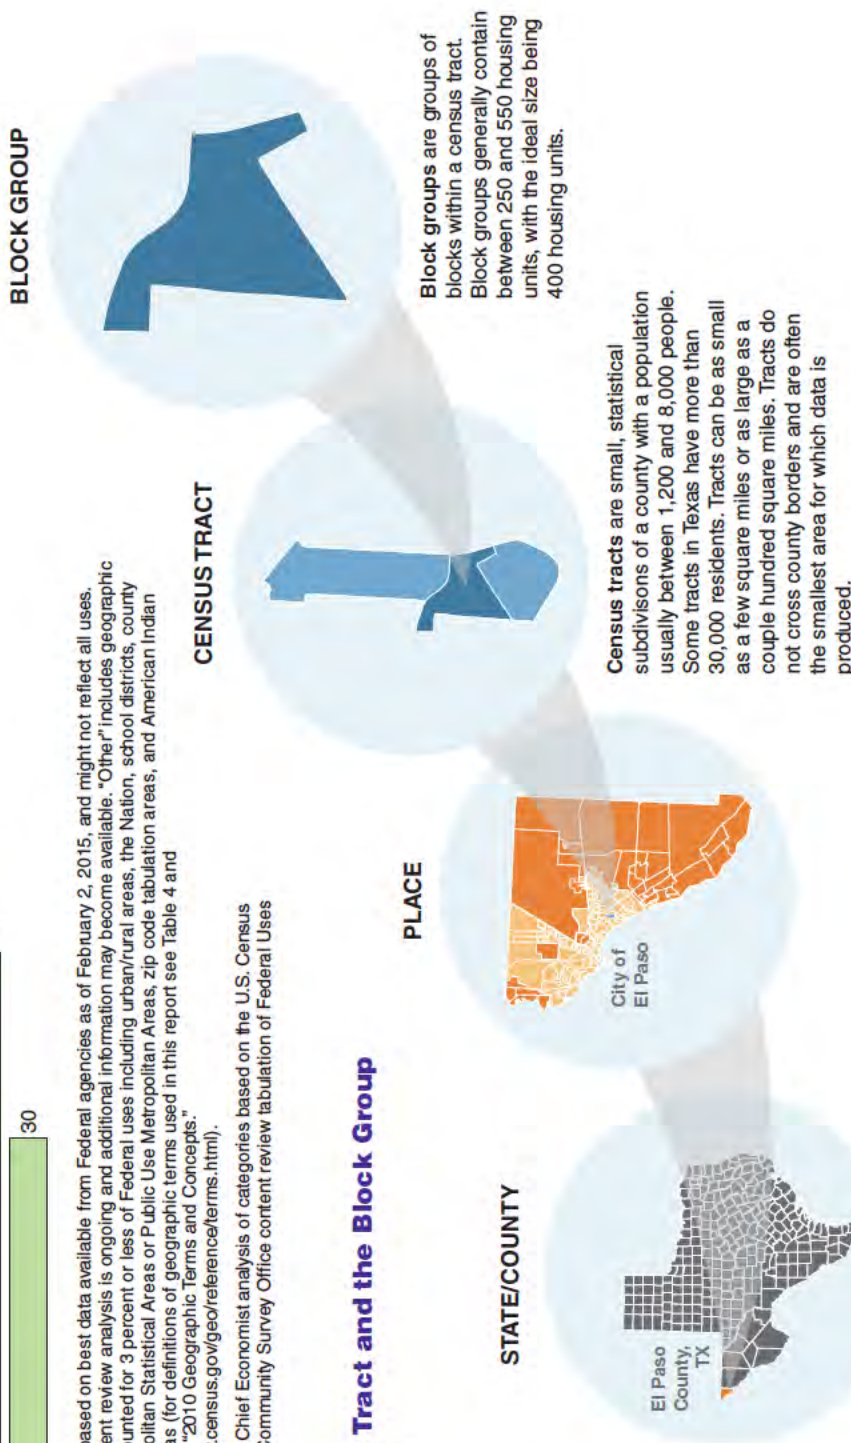 30
based on best data available from Federal agencies as of February 2, 2015, and might not reflect all uses.
ent review analysis is ongoing and additional information may become available. "Other" includes geographic
unted for 3 percent or less of Federal uses including urban/rural areas, the Nation, school districts, county
olitan Statistical Areas or Public Use Metropolitan Areas, zip code tabulation areas, and American Indian
as (for definitions of geographic terms used in this report see Table 4 and
"2010 Geographic Terms and Concepts."
.census.gov/geo/reference/terms.html).
Chief Economist analysis of categories based on the U.S. Census
Community Survey Office content review tabulation of Federal Uses
Tract and the Block Group
STATE/COUNTY
El Paso
County,
TX
PLACE
City of
El Paso
CENSUS TRACT
Census tracts are small, statistical
subdivisons of a county with a population
usually between 1,200 and 8,000 people.
Some tracts in Texas have more than
30,000 residents. Tracts can be as small
as a few square miles or as large as a
couple hundred square miles. Tracts do
not cross county borders and are often
the smallest area for which data is
produced.
BLOCK GROUP
Block groups are groups of
blocks within a census tract.
Block groups generally contain
between 250 and 550 housing
units, with the ideal size being
400 housing units.